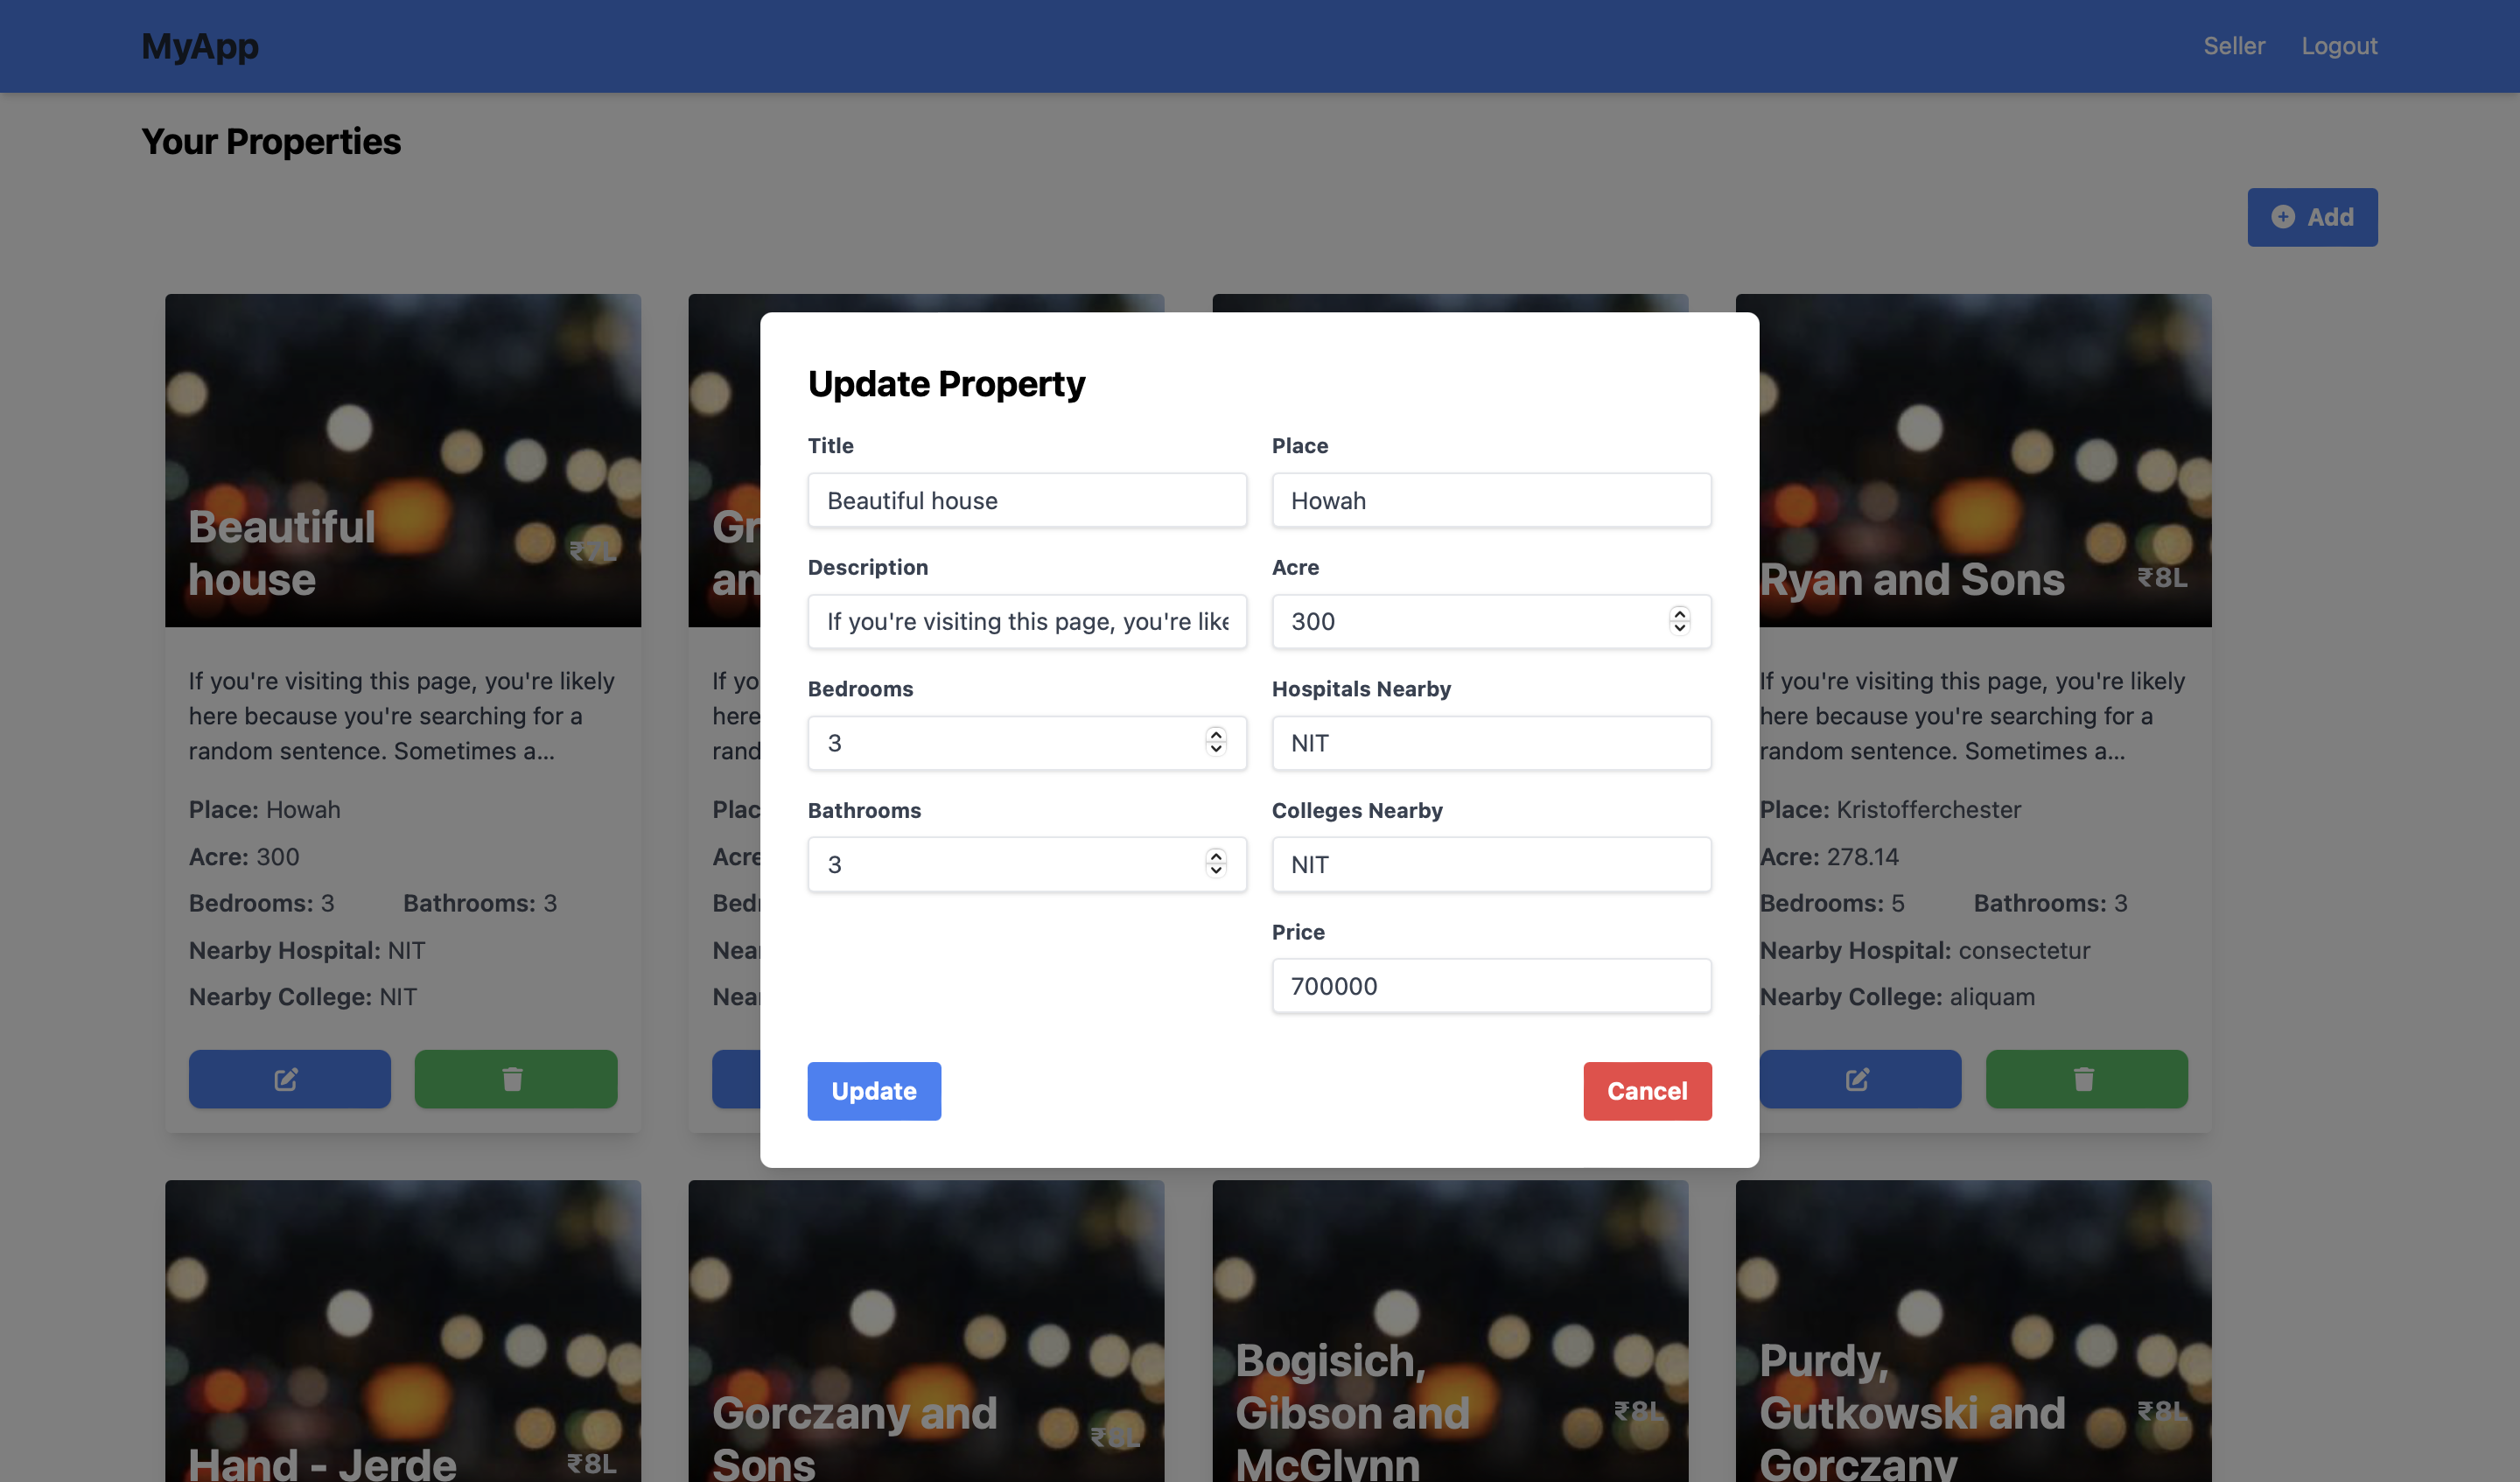 MyApp
Seller
Logout
Your Properties
Add
Beautiful
house
₹7L
If you're visiting this page, you're likely
here because you're searching for a
random sentence. Sometimes a...
Place: Howah
Acre: 300
Bedrooms: 3
Bathrooms: 3
Nearby Hospital: NIT
Nearby College: NIT
Gr
an
If yo
here
rand
Plac
Acre
Bedr
Near
Near
Update Property
Title
Beautiful house
Place
Howah
Description
If you're visiting this page, you're like
Acre
300
Bedrooms
3
Hospitals Nearby
NIT
Bathrooms
3
Colleges Nearby
NIT
Price
700000
Update
Cancel
Ryan and Sons
₹8L
If you're visiting this page, you're likely
here because you're searching for a
random sentence. Sometimes a...
Place: Kristofferchester
Acre: 278.14
Bedrooms: 5
Bathrooms: 3
Nearby Hospital: consectetur
Nearby College: aliquam
Hand - Jerde
₹8L
Gorczany and
Sons
₹8L
Bogisich,
Gibson and
McGlynn
₹8L
Purdy,
Gutkowski and
Gorczany
₹8L